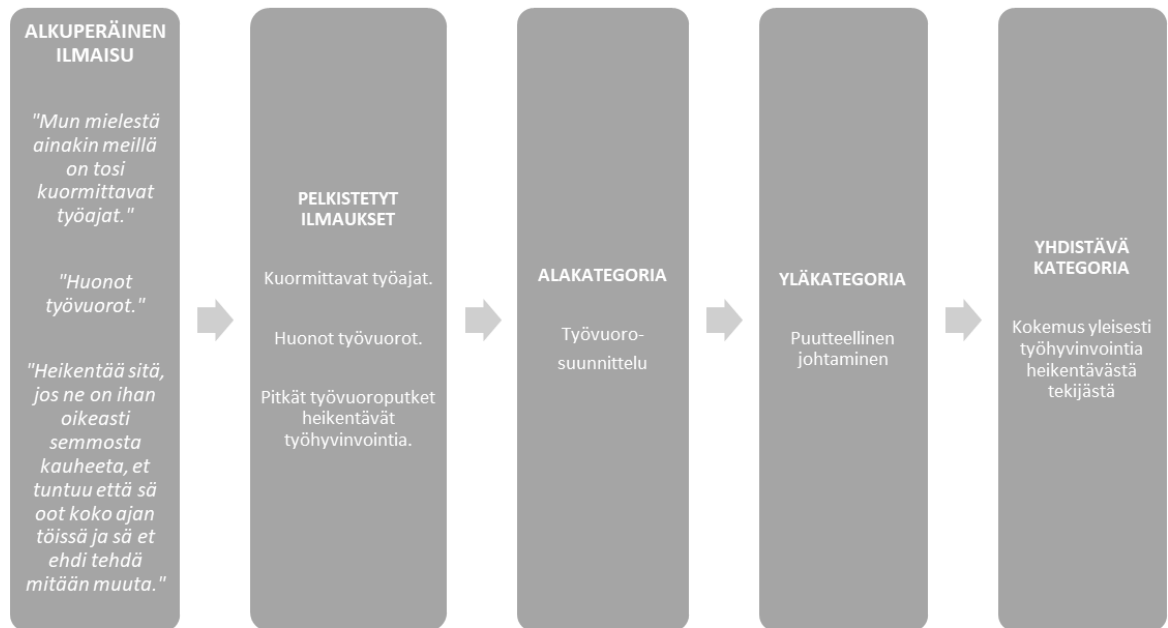 ALKUPERÄINEN
ILMAISU
"Mun mielestä
ainakin meillä
on tosi
kuormittavat
työajat."
"Huonot
työvuorot."
"Heikentää sitä,
jos ne on ihan
oikeasti
semmosta
kauheeta, et
tuntuu että sä
oot koko ajan
töissä ja sä et
ehdi tehdä
mitään muuta."
PELKISTETYT
ILMAUKSET
Kuormittavat työajat.
Huonot työvuorot.
Pitkät työvuoroputket
heikentävät
työhyvinvointia.
ALAKATEGORIA
Työvuoro-
suunnittelu
YLÄKATEGORIA
Puutteellinen
johtaminen
YHDISTÄVÄ
KATEGORIA
Kokemus yleisesti
työhyvinvointia
heikentävästä
tekijästä